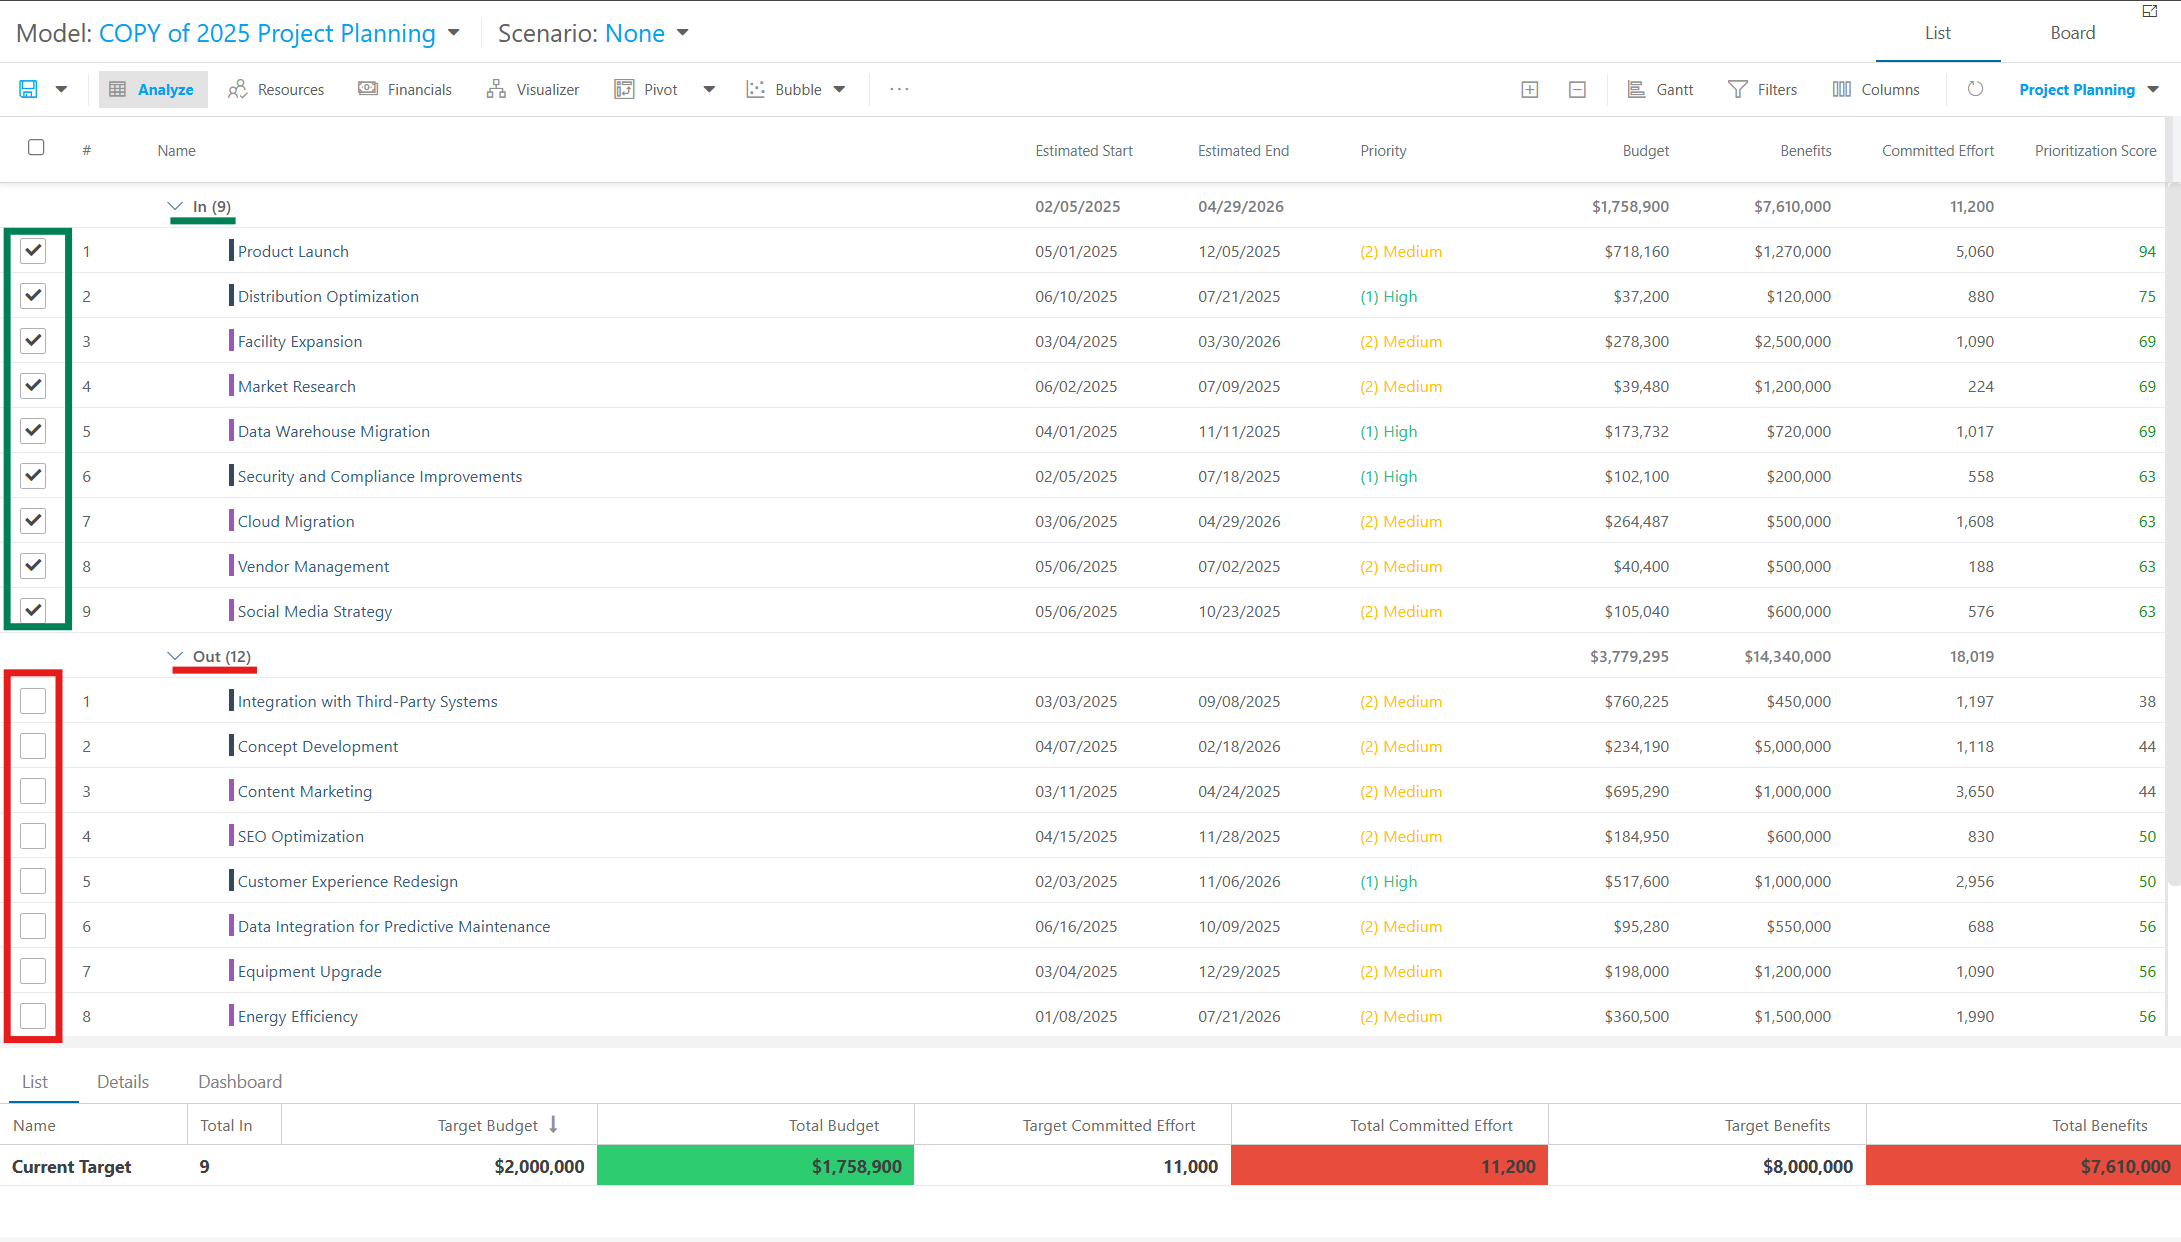 Model: COPY of 2025 Project Planning Scenario: None List Board
Analyze Resources Financials Visualizer Pivot Bubble ... Gantt Filters Columns Project Planning
# Name Estimated Start Estimated End Priority Budget Benefits Committed Effort Prioritization Score
In (9) 02/05/2025 04/29/2026 $1,758,900 $7,610,000 11,200
1 Product Launch 05/01/2025 12/05/2025 (2) Medium $718,160 $1,270,000 5,060 94
2 Distribution Optimization 06/10/2025 07/21/2025 (1) High $37,200 $120,000 880 75
3 Facility Expansion 03/04/2025 03/30/2026 (2) Medium $278,300 $2,500,000 1,090 69
4 Market Research 06/02/2025 07/09/2025 (2) Medium $39,480 $1,200,000 224 69
5 Data Warehouse Migration 04/01/2025 11/11/2025 (1) High $173,732 $720,000 1,017 69
6 Security and Compliance Improvements 02/05/2025 07/18/2025 (1) High $102,100 $200,000 558 63
7 Cloud Migration 03/06/2025 04/29/2026 (2) Medium $264,487 $500,000 1,608 63
8 Vendor Management 05/06/2025 07/02/2025 (2) Medium $40,400 $500,000 188 63
9 Social Media Strategy 05/06/2025 10/23/2025 (2) Medium $105,040 $600,000 576 63
Out (12) $3,779,295 $14,340,000 18,019
1 Integration with Third-Party Systems 03/03/2025 09/08/2025 (2) Medium $760,225 $450,000 1,197 38
2 Concept Development 04/07/2025 02/18/2026 (2) Medium $234,190 $5,000,000 1,118 44
3 Content Marketing 03/11/2025 04/24/2025 (2) Medium $695,290 $1,000,000 3,650 44
4 SEO Optimization 04/15/2025 11/28/2025 (2) Medium $184,950 $600,000 830 50
5 Customer Experience Redesign 02/03/2025 11/06/2026 (1) High $517,600 $1,000,000 2,956 50
6 Data Integration for Predictive Maintenance 06/16/2025 10/09/2025 (2) Medium $95,280 $550,000 688 56
7 Equipment Upgrade 03/04/2025 12/29/2025 (2) Medium $198,000 $1,200,000 1,090 56
8 Energy Efficiency 01/08/2025 07/21/2026 (2) Medium $360,500 $1,500,000 1,990 56
List Details Dashboard
Name Total In Target Budget Total Budget Target Committed Effort Total Committed Effort Target Benefits Total Benefits
Current Target 9 $2,000,000 $1,758,900 11,000 11,200 $8,000,000 $7,610,000